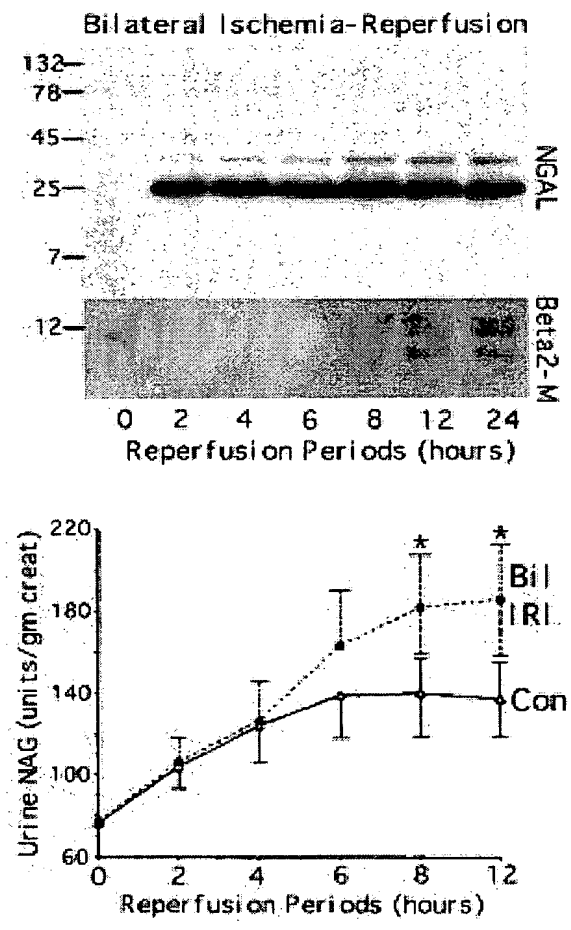 Bilateral Ischemia-Reperfusion
132
78
45
25
7
NGAL
12
Beta2-M
0 2 4 6 8 12 24
Reperfusion Periods (hours)
220
180
140
100
60
Urine NAG (units/gm creat)
* *
Bil
IRI
Con
0 2 4 6 8 12
Reperfusion Periods (hours)